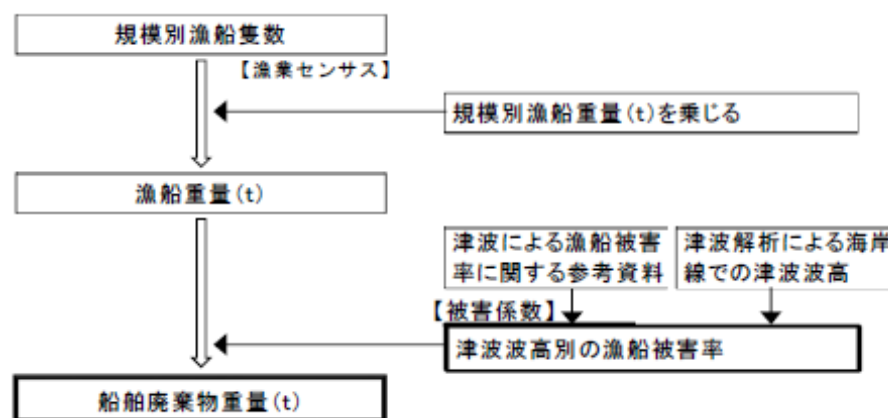 規模別漁船隻数
【漁業センサス】
規模別漁船重量(t)を乗じる
漁船重量(t)
津波による漁船被害
率に関する参考資料
津波解析による海岸
線での津波波高
【被害係数】
津波波高別の漁船被害率
船舶廃棄物重量(t)